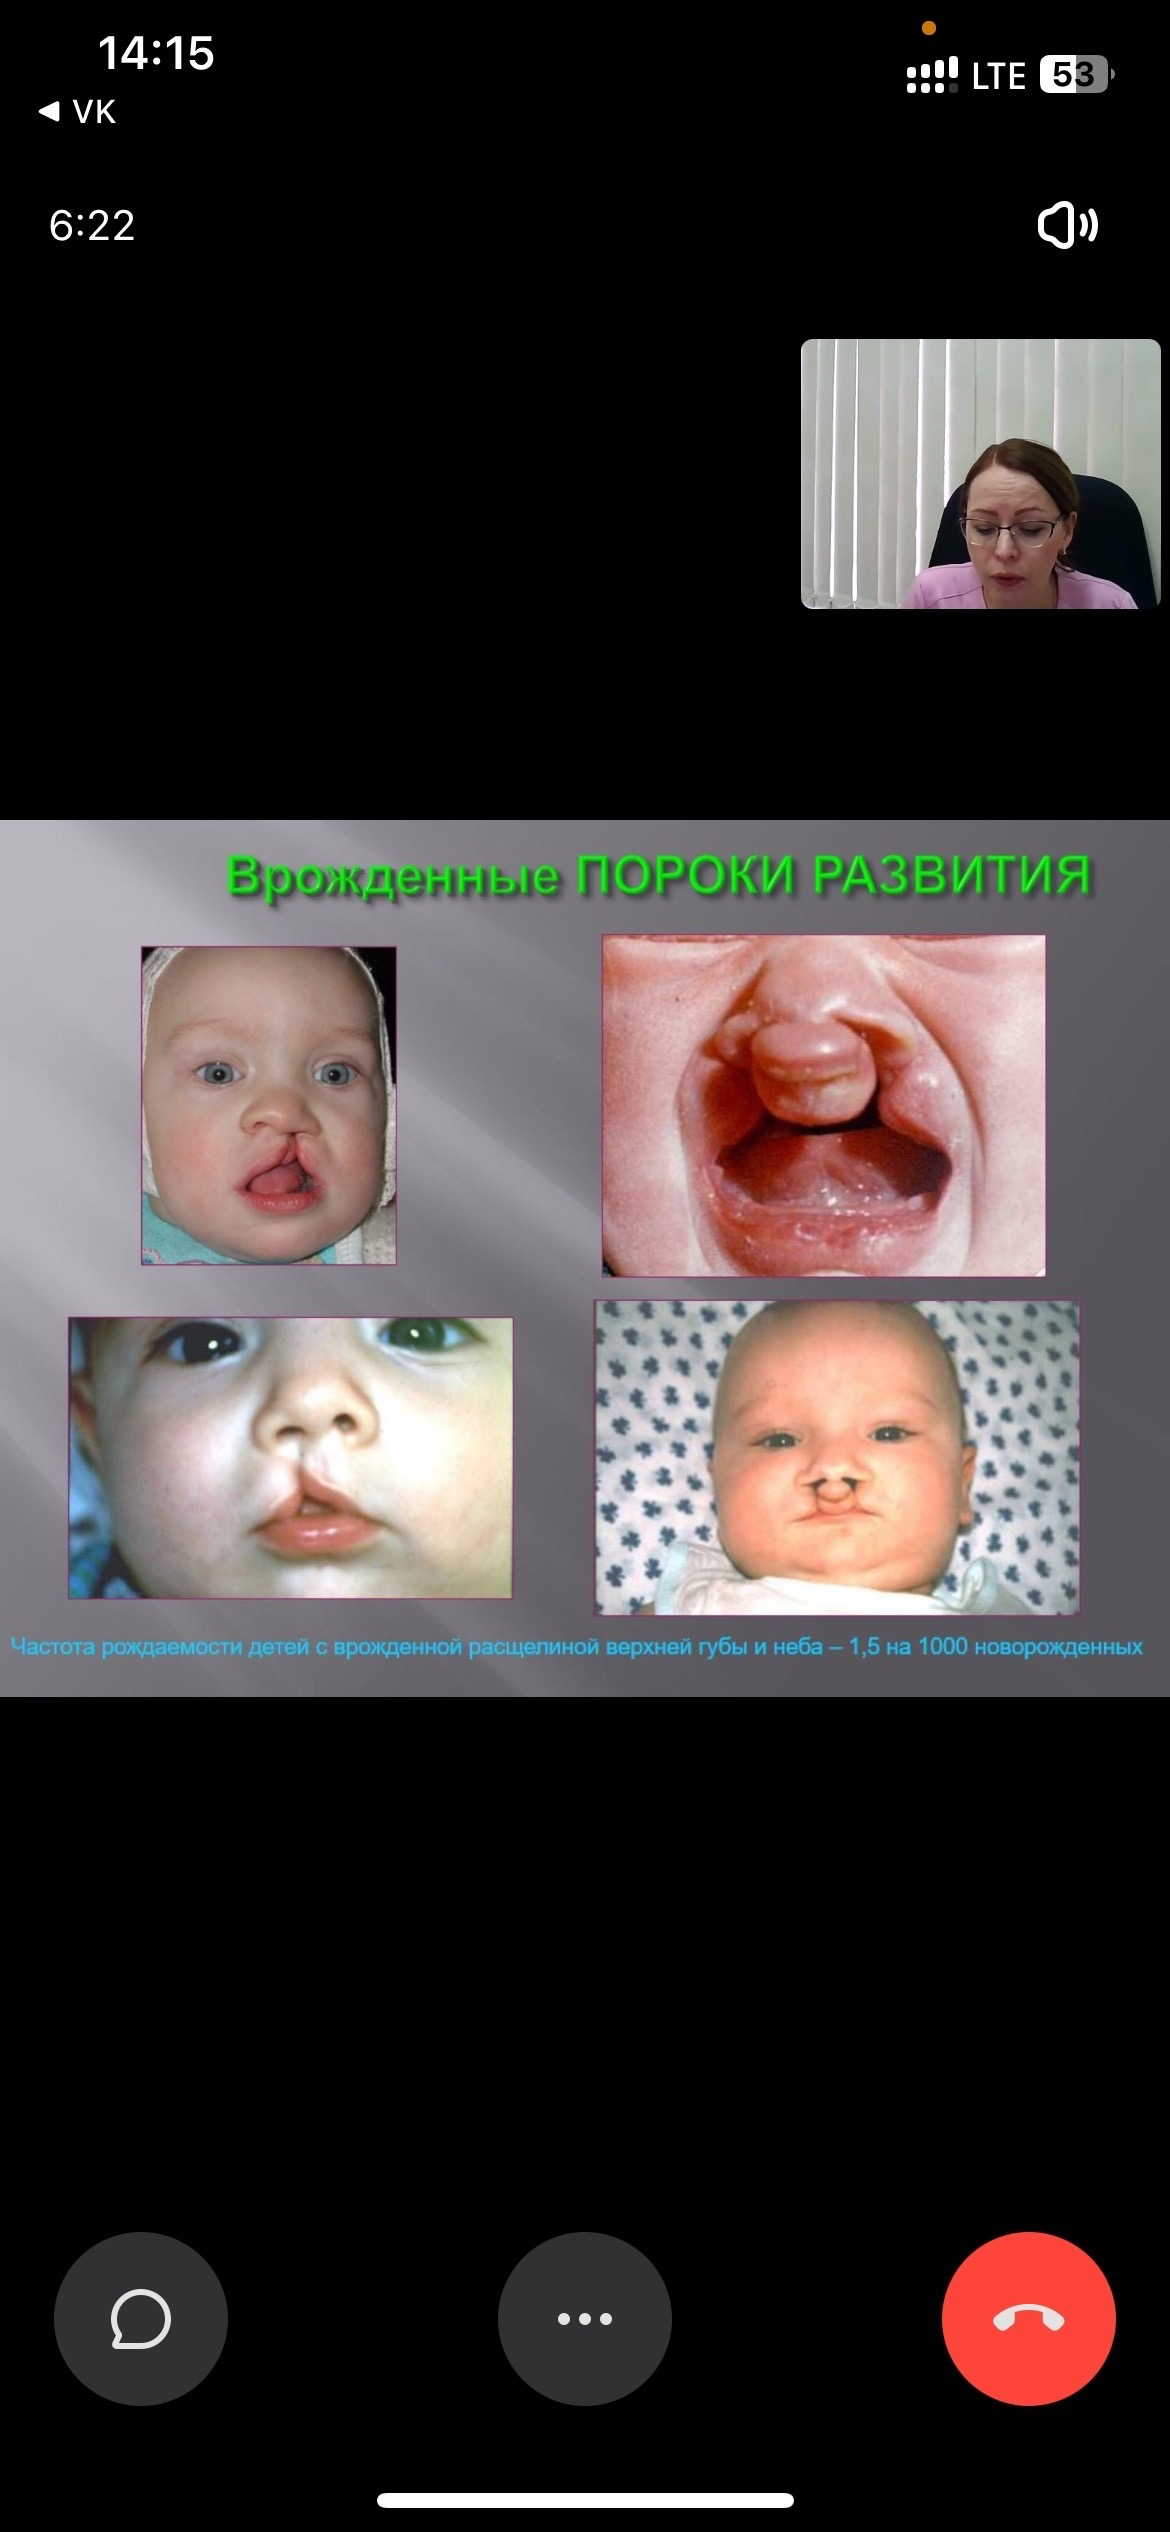 14:15
LTE 53
VK
6:22
Врожденные ПОРОКИ РАЗВИТИЯ
Частота рождаемости детей с врожденной расщелиной верхней губы и неба – 1,5 на 1000 новорожденных